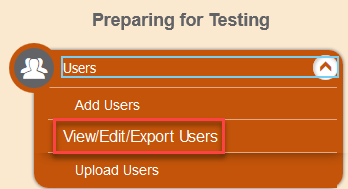 Preparing for Testing
Users
Add Users
View/Edit/Export Users
Upload Users